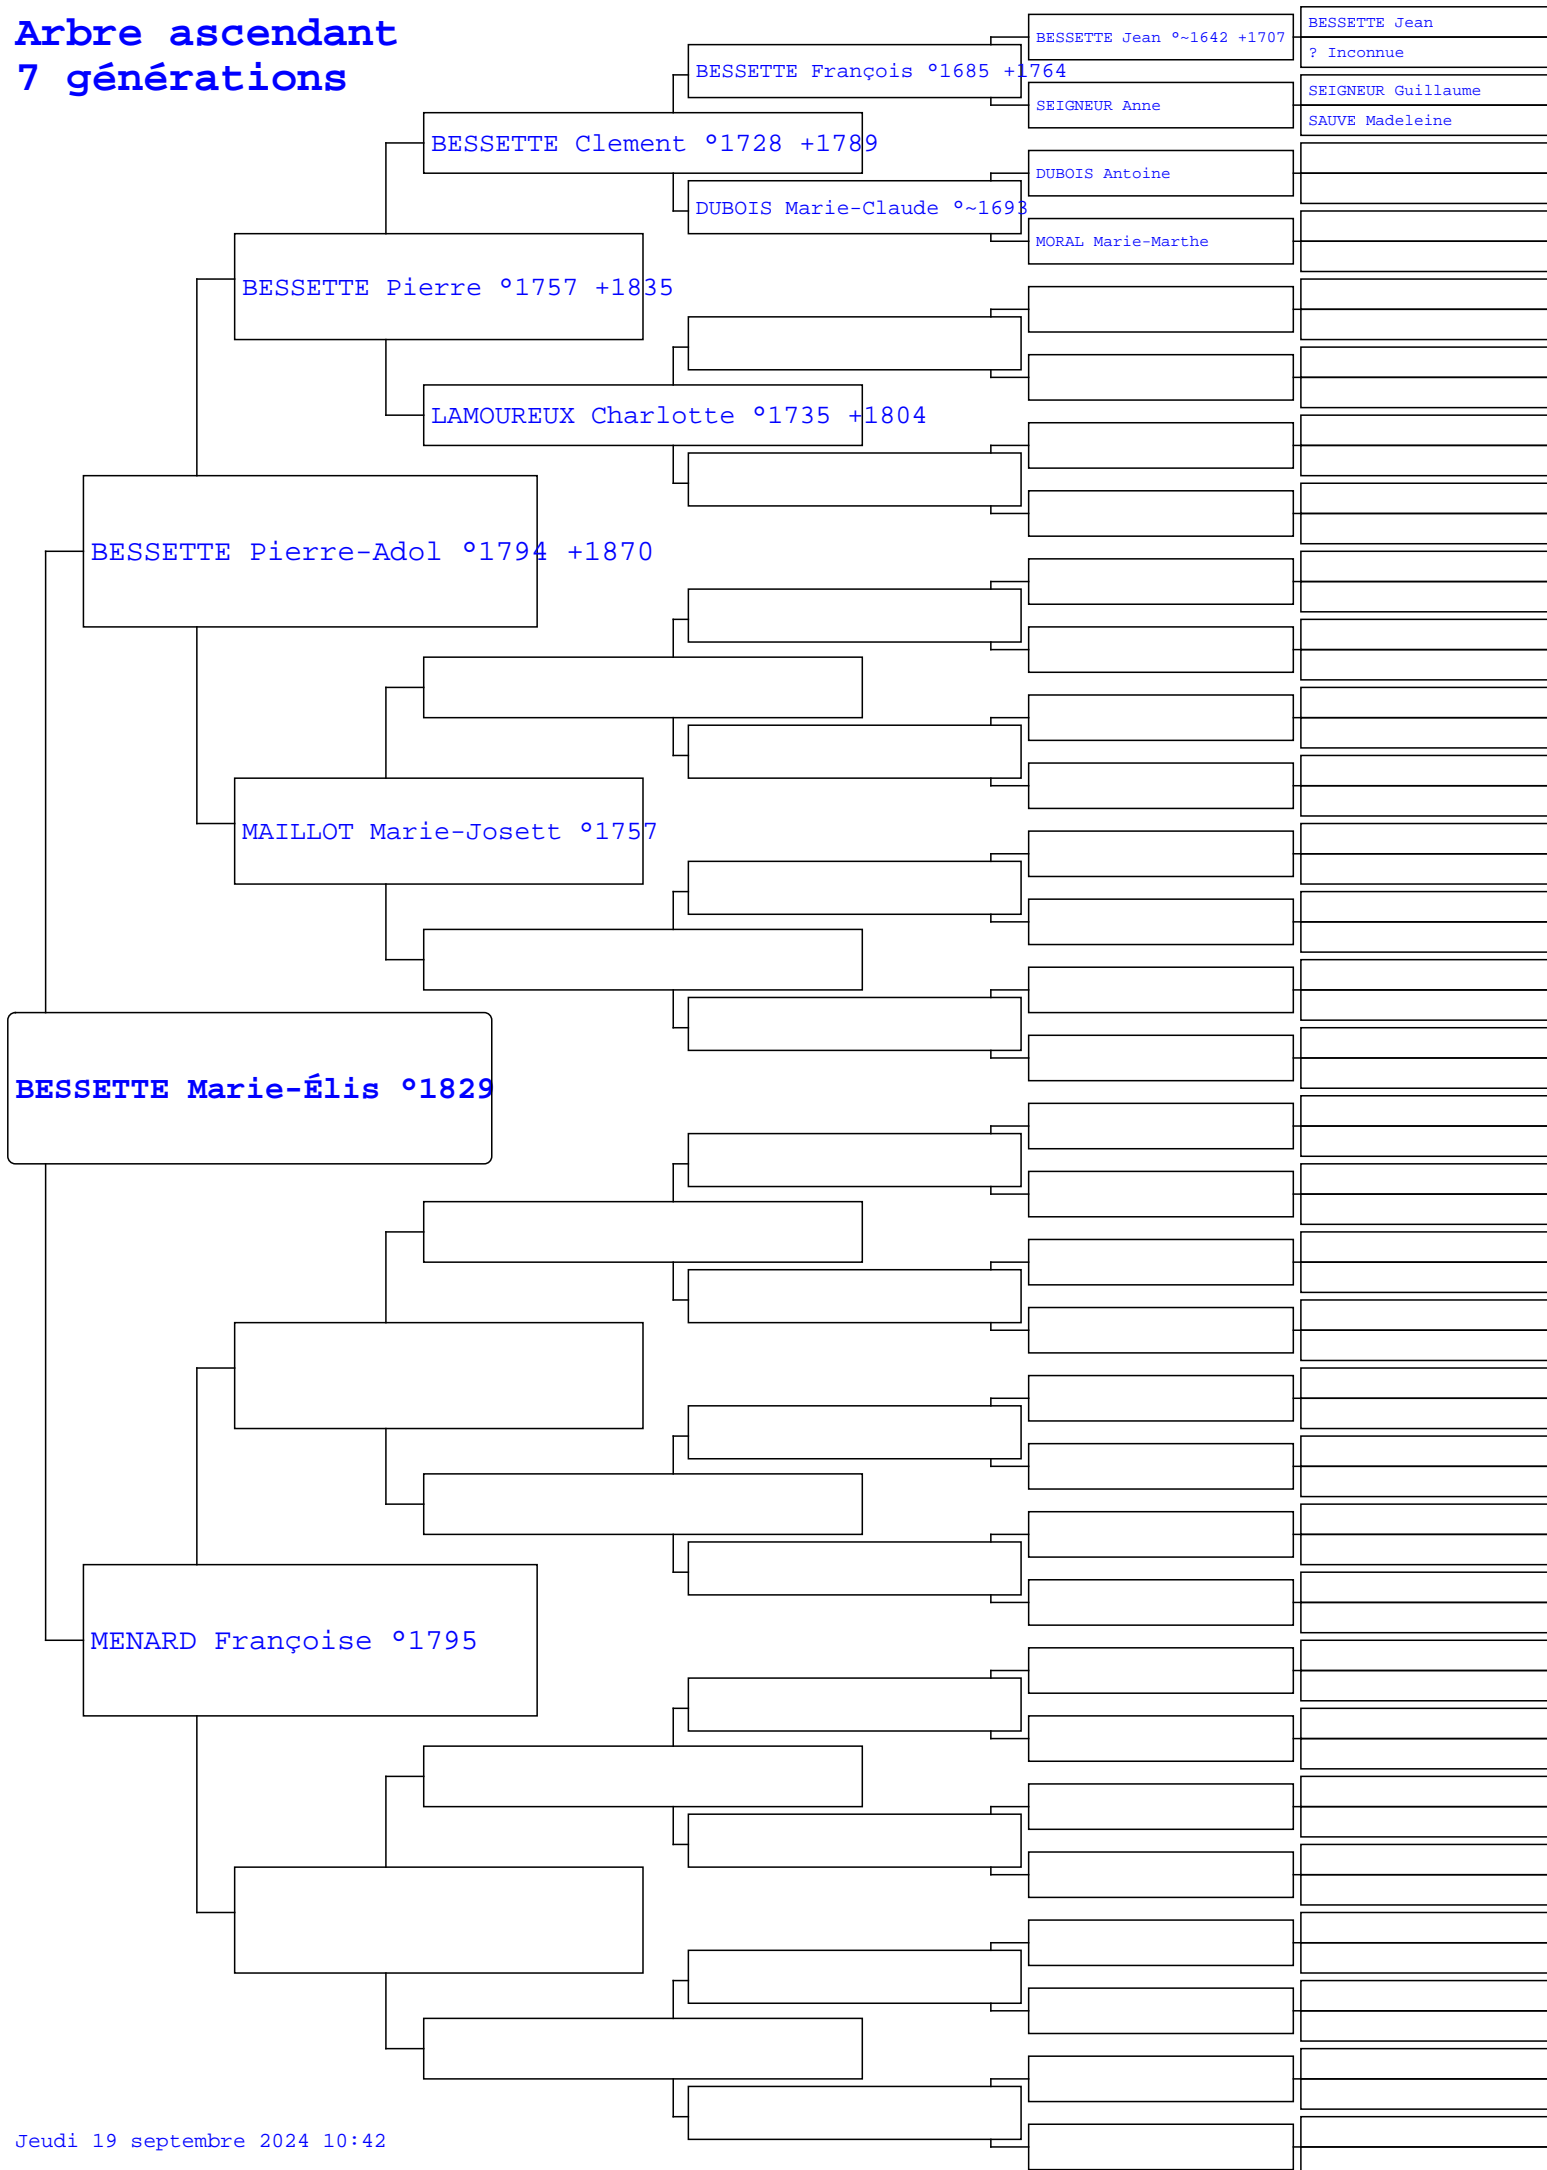 Arbre ascendant
7 générations
BESSETTE Jean
? Inconnue
BESSETTE Jean °~1642 +1707
BESSETTE François °1685 +1764
SEIGNEUR Guillaume
SAUVE Madeleine
SEIGNEUR Anne
BESSETTE Clement °1728 +1789
DUBOIS Antoine
DUBOIS Marie-Claude °~1693
MORAL Marie-Marthe
BESSETTE Pierre °1757 +1835
LAMOUREUX Charlotte °1735 +1804
BESSETTE Pierre-Adol °1794 +1870
MAILLOT Marie-Josett °1757
BESSETTE Marie-Élis °1829
MENARD Françoise °1795
Jeudi 19 septembre 2024 10:42